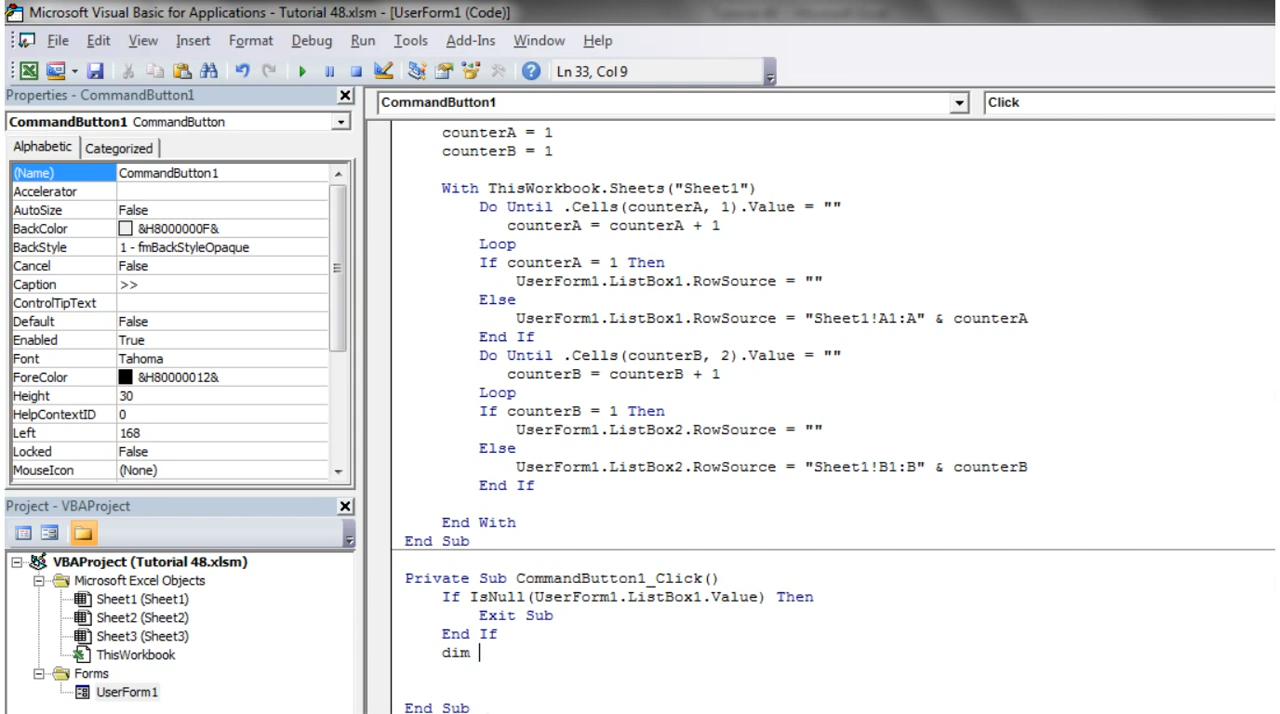 Microsoft Visual Basic for Applications - Tutorial 48.xlsm - [UserForm1 (Code)]
File Edit View Insert Format Debug Run Tools Add-Ins Window Help
Ln 33, Col 9
Properties - CommandButton1
CommandButton1 CommandButton
Alphabetic Categorized
(Name) CommandButton1
Accelerator
AutoSize False
BackColor &H8000000F&
BackStyle 1 - fmBackStyleOpaque
Cancel False
Caption >>
ControlTipText
Default False
Enabled True
Font Tahoma
ForeColor &H80000012&
Height 30
HelpContextID 0
Left 168
Locked False
MouseIcon (None)
Project - VBAProject
VBAProject (Tutorial 48.xlsm)
Microsoft Excel Objects
Sheet1 (Sheet1)
Sheet2 (Sheet2)
Sheet3 (Sheet3)
ThisWorkbook
Forms
UserForm1
CommandButton1 Click
counterA = 1
counterB = 1
With ThisWorkbook.Sheets("Sheet1")
Do Until .Cells(counterA, 1).Value = ""
counterA = counterA + 1
Loop
If counterA = 1 Then
UserForm1.ListBox1.RowSource = ""
Else
UserForm1.ListBox1.RowSource = "Sheet1!A1:A" & counterA
End If
Do Until .Cells(counterB, 2).Value = ""
counterB = counterB + 1
Loop
If counterB = 1 Then
UserForm1.ListBox2.RowSource = ""
Else
UserForm1.ListBox2.RowSource = "Sheet1!B1:B" & counterB
End If
End With
End Sub
Private Sub CommandButton1_Click()
If IsNull(UserForm1.ListBox1.Value) Then
Exit Sub
End If
dim
End Sub